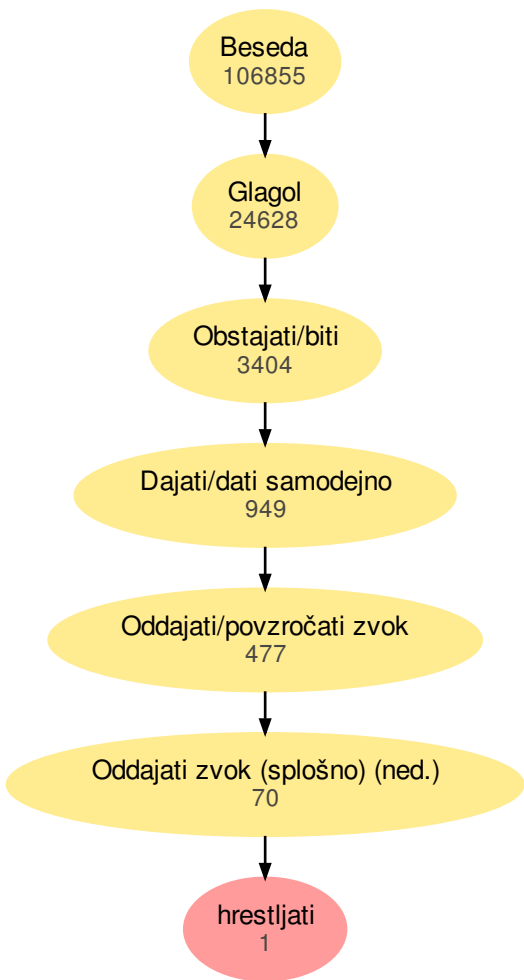 Beseda
106855
Glagol
24628
Obstajati/biti
3404
Dajati/dati samodejno
949
Oddajati/povzročati zvok
477
Oddajati zvok (splošno) (ned.)
70
hrestljati
1